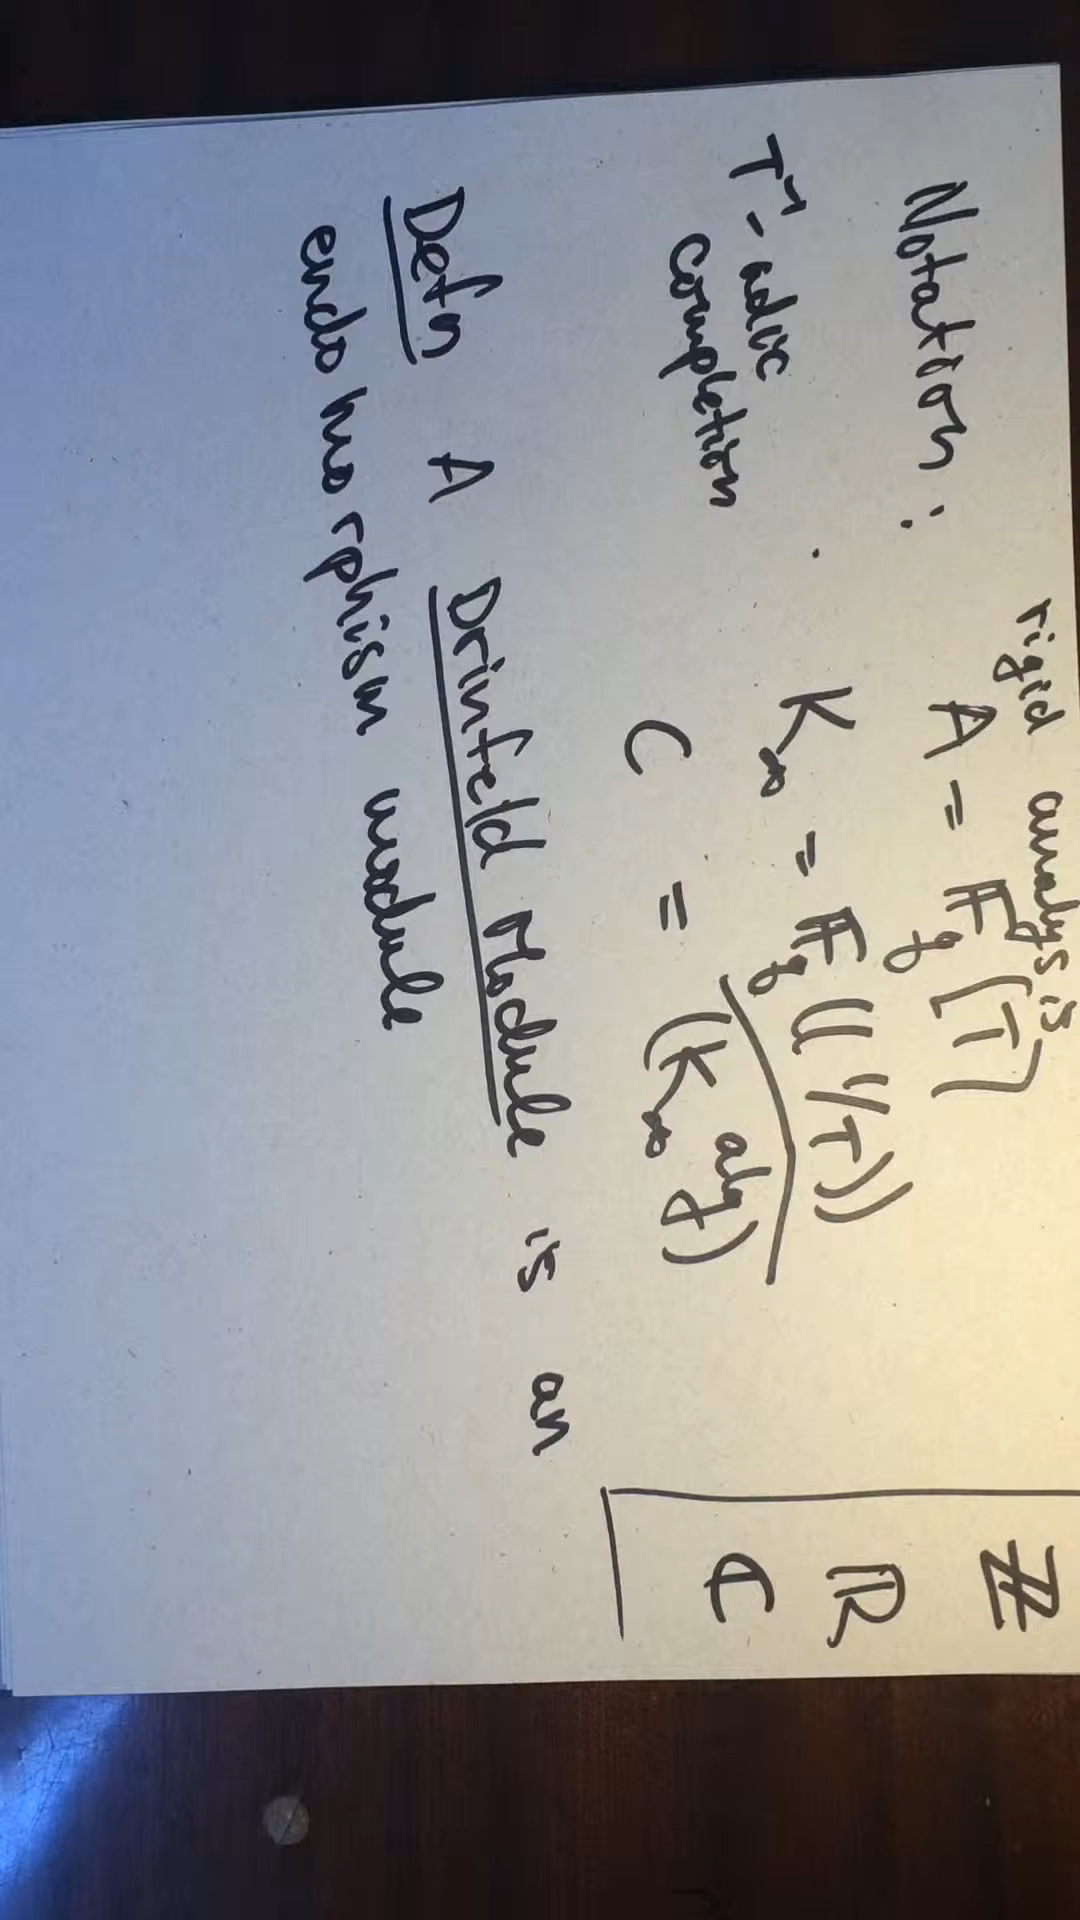 rigid analysis
Notation: A = 𝔽_q [T] ℤ
T⁻¹-adic completion K_∞ = 𝔽_q ((1/T)) ℝ
C = \overline{(K_∞^{alg})} ℂ
Defn A Drinfeld Module is an
endomorphism module